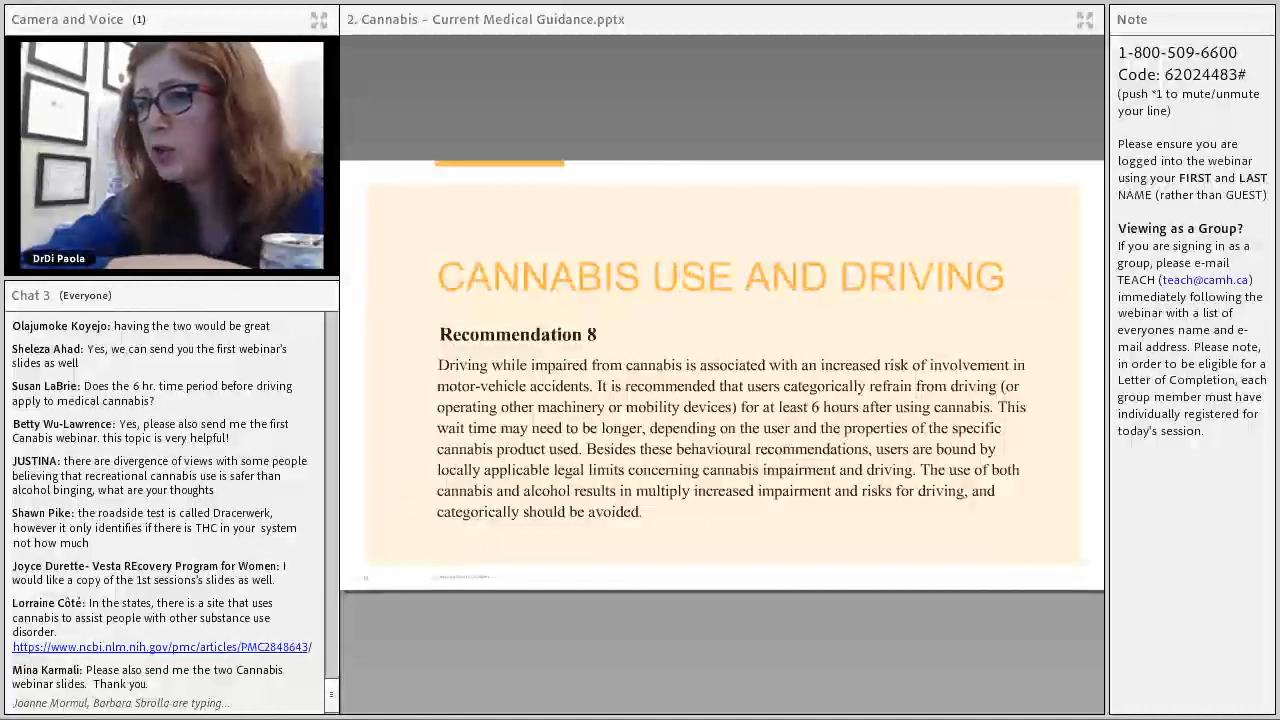 Camera and Voice (1)
DrDi Paola
Chat 3 (Everyone)
Olajumoke Koyejo: having the two would be great
Sheleza Ahad: Yes, we can send you the first webinar's
slides as well
Susan LaBrie: Does the 6 hr. time period before driving
apply to medical cannabis?
Betty Wu-Lawrence: Yes, please also send me the first
Canabis webinar. this topic is very helpful!
JUSTINA: there are divergence of views with some people
believing that recreational cannabis use is safer than
alcohol binging, what are your thoughts
Shawn Pike: the roadside test is called Dracerwerk,
however it only identifies if there is THC in your system
not how much
Joyce Durette- Vesta REcovery Program for Women: I
would like a copy of the 1st sessions's slides as well.
Lorraine Côté: In the states, there is a site that uses
cannabis to assist people with other substance use
disorder.
https://www.ncbi.nlm.nih.gov/pmc/articles/PMC2848643/
Mina Karmali: Please also send me the two Cannabis
webinar slides. Thank you.
Joanne Mormul, Barbara Sbrolla are typing...
2. Cannabis - Current Medical Guidance.pptx
CANNABIS USE AND DRIVING
Recommendation 8
Driving while impaired from cannabis is associated with an increased risk of involvement in
motor-vehicle accidents. It is recommended that users categorically refrain from driving (or
operating other machinery or mobility devices) for at least 6 hours after using cannabis. This
wait time may need to be longer, depending on the user and the properties of the specific
cannabis product used. Besides these behavioural recommendations, users are bound by
locally applicable legal limits concerning cannabis impairment and driving. The use of both
cannabis and alcohol results in multiply increased impairment and risks for driving, and
categorically should be avoided.
Note
1-800-509-6600
Code: 62024483#
(push *1 to mute/unmute
your line)
Please ensure you are
logged into the webinar
using your FIRST and LAST
NAME (rather than GUEST)
Viewing as a Group?
If you are signing in as a
group, please e-mail
TEACH (teach@camh.ca)
immediately following the
webinar with a list of
everyones name and e-
mail address. Please note,
in order to be eligible for a
Letter of Completion, each
group member must have
individually registered for
today's session.